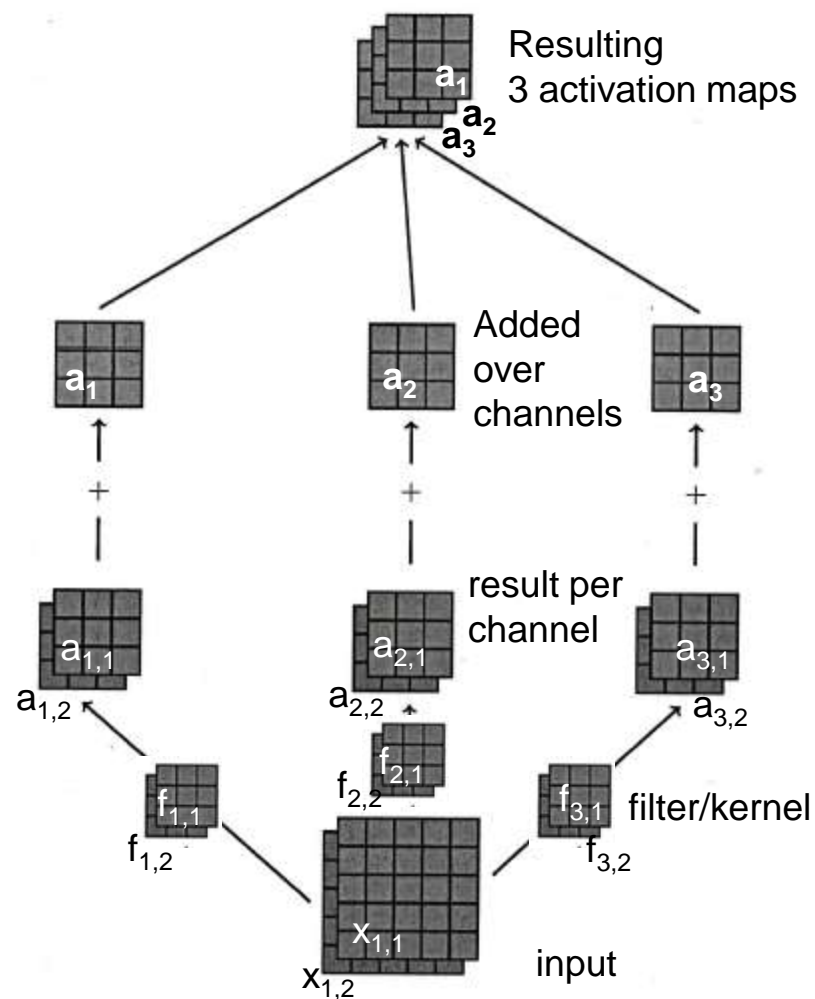 Resulting
3 activation maps
a₁
a₂
a₃
Added
over
channels
a₁
a₂
a₃
+
+
+
result per
channel
a₁,₁
a₁,₂
a₂,₁
a₂,₂
a₃,₁
a₃,₂
f₁,₁
f₁,₂
f₂,₁
f₂,₂
f₃,₁
f₃,₂
filter/kernel
x₁,₁
x₁,₂
input